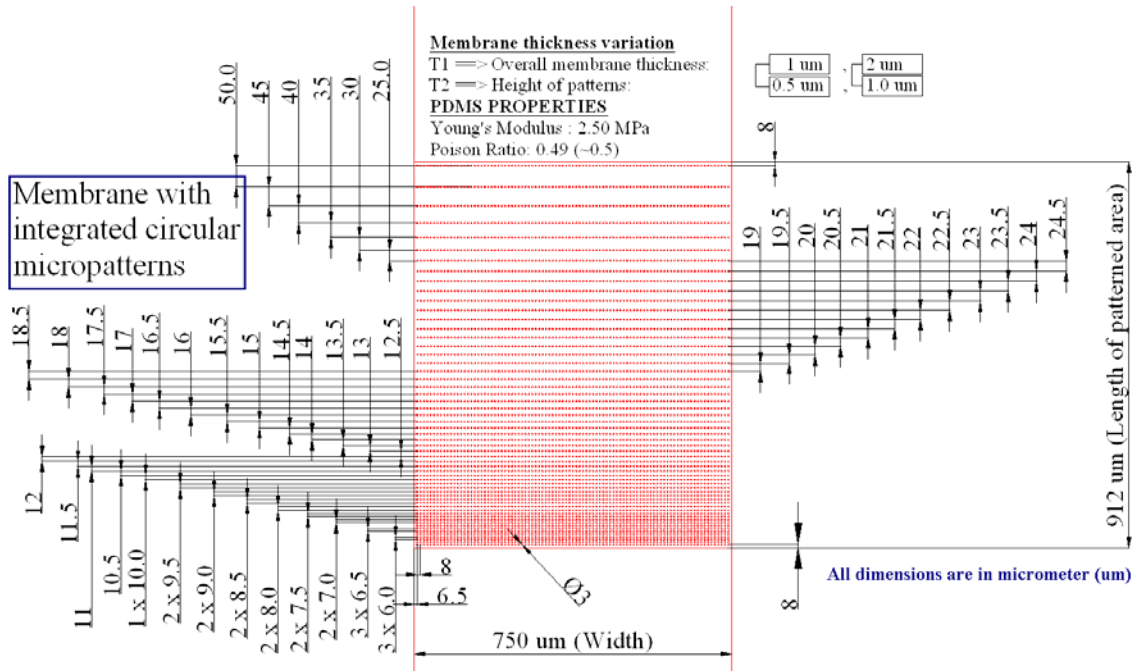 Membrane thickness variation
T1 ==> Overall membrane thickness:
T2 ==> Height of patterns:
PDMS PROPERTIES
Young's Modulus : 2.50 MPa
Poison Ratio: 0.49 (~0.5)
1 um , 2 um
0.5 um , 1.0 um
50.0
45
40
35
30
25.0
8
Membrane with
integrated circular
micropatterns
19
19.5
20
20.5
21
21.5
22
22.5
23
23.5
24
24.5
912 um (Length of patterned area)
18.5
18
17.5
17
16.5
16
15.5
15
14.5
14
13.5
13
12.5
12
11.5
11
10.5
1 x 10.0
2 x 9.5
2 x 9.0
2 x 8.5
2 x 8.0
2 x 7.5
2 x 7.0
3 x 6.5
3 x 6.0
8
6.5
Ø3
8
All dimensions are in micrometer (um)
750 um (Width)